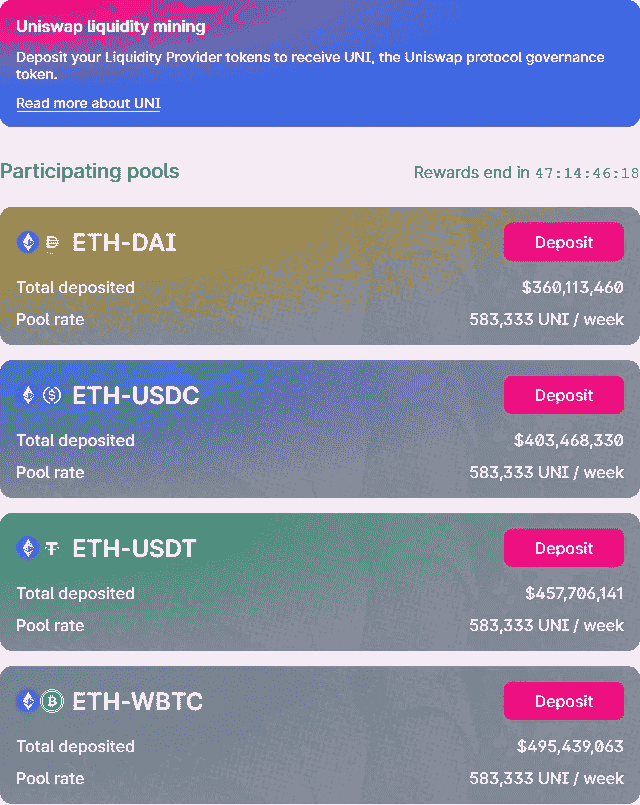 Uniswap liquidity mining
Deposit your Liquidity Provider tokens to receive UNI, the Uniswap protocol governance
token.
Read more about UNI
Participating pools
Rewards end in 47:14:46:18
ETH-DAI
Deposit
Total deposited
$360,113,460
Pool rate
583,333 UNI / week
ETH-USDC
Deposit
Total deposited
$403,468,330
Pool rate
583,333 UNI / week
ETH-USDT
Deposit
Total deposited
$457,706,141
Pool rate
583,333 UNI / week
ETH-WBTC
Deposit
Total deposited
$495,439,063
Pool rate
583,333 UNI / week